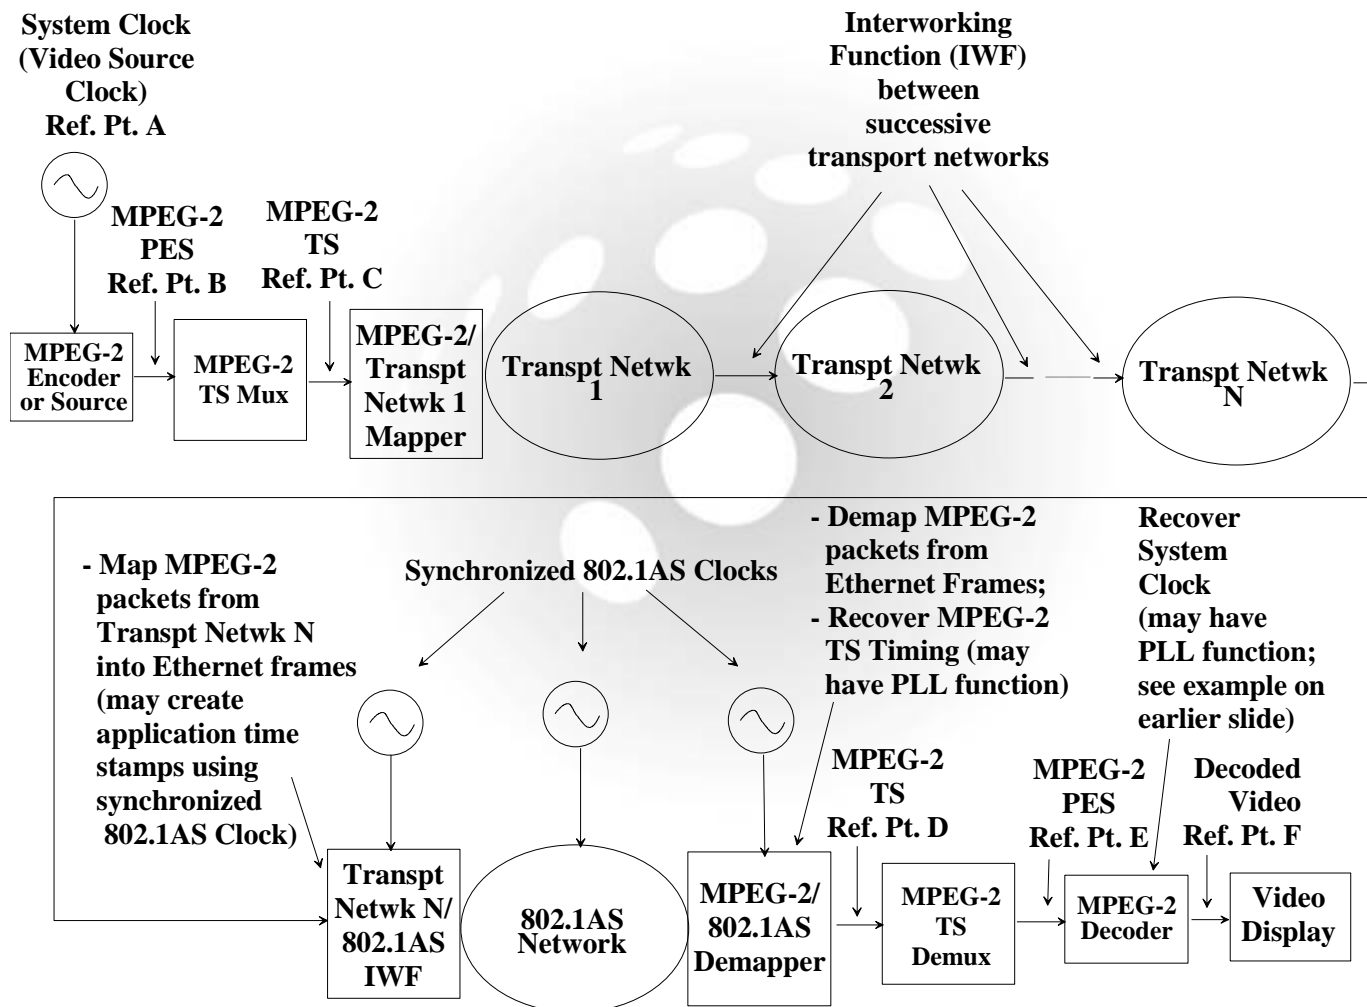 System Clock
(Video Source
Clock)
Ref. Pt. A
Interworking
Function (IWF)
between
successive
transport networks
MPEG-2
PES
Ref. Pt. B
MPEG-2
TS
Ref. Pt. C
MPEG-2
Encoder
or Source
MPEG-2
TS Mux
MPEG-2/
Transpt
Netwk 1
Mapper
Transpt Netwk
1
Transpt Netwk
2
Transpt Netwk
N
- Map MPEG-2
packets from
Transpt Netwk N
into Ethernet frames
(may create
application time
stamps using
synchronized
802.1AS Clock)
Synchronized 802.1AS Clocks
- Demap MPEG-2
packets from
Ethernet Frames;
- Recover MPEG-2
TS Timing (may
have PLL function)
Recover
System
Clock
(may have
PLL function;
see example on
earlier slide)
MPEG-2
TS
Ref. Pt. D
MPEG-2
PES
Ref. Pt. E
Decoded
Video
Ref. Pt. F
Transpt
Netwk N/
802.1AS
IWF
802.1AS
Network
MPEG-2/
802.1AS
Demapper
MPEG-2
TS
Demux
MPEG-2
Decoder
Video
Display